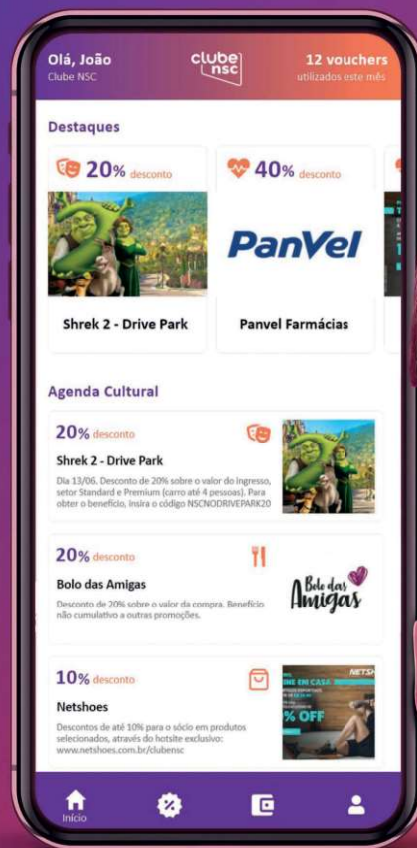 Olá, João
Clube NSC
clube
nsc
12 vouchers
utilizados este mês
Destaques
20% desconto
Shrek 2 - Drive Park
40% desconto
PanVel
Panvel Farmácias
Agenda Cultural
20% desconto
Shrek 2 - Drive Park
Dia 13/06. Desconto de 20% sobre o valor do ingresso,
setor Standard e Premium (carro até 4 pessoas). Para
obter o benefício, insira o código NSCNODRIVEPARK20
20% desconto
Bolo das Amigas
Desconto de 20% sobre o valor da compra. Benefício
não cumulativo a outras promoções.
Bolo das
Amigas
10% desconto
Netshoes
Descontos de até 10% para o sócio em produtos
selecionados, através do hotsite exclusivo:
www.netshoes.com.br/clubensc
NETSH
EM CASA
% OFF
Início